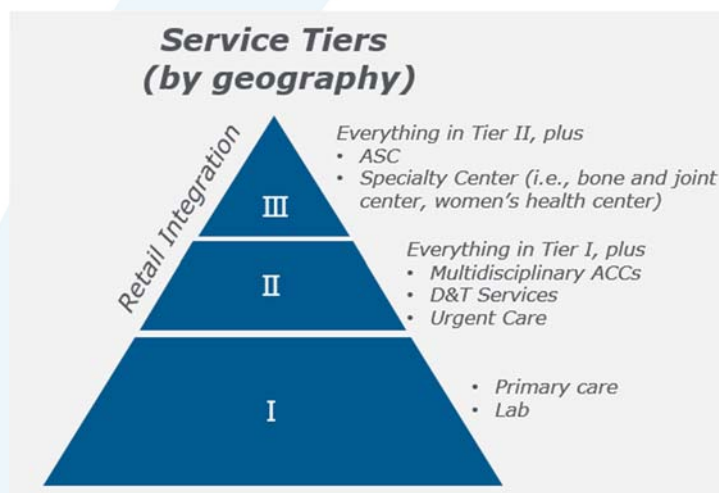 Service Tiers
(by geography)
Retail Integration
III
Everything in Tier II, plus
• ASC
• Specialty Center (i.e., bone and joint
center, women's health center)
II
Everything in Tier I, plus
• Multidisciplinary ACCs
• D&T Services
• Urgent Care
I
• Primary care
• Lab